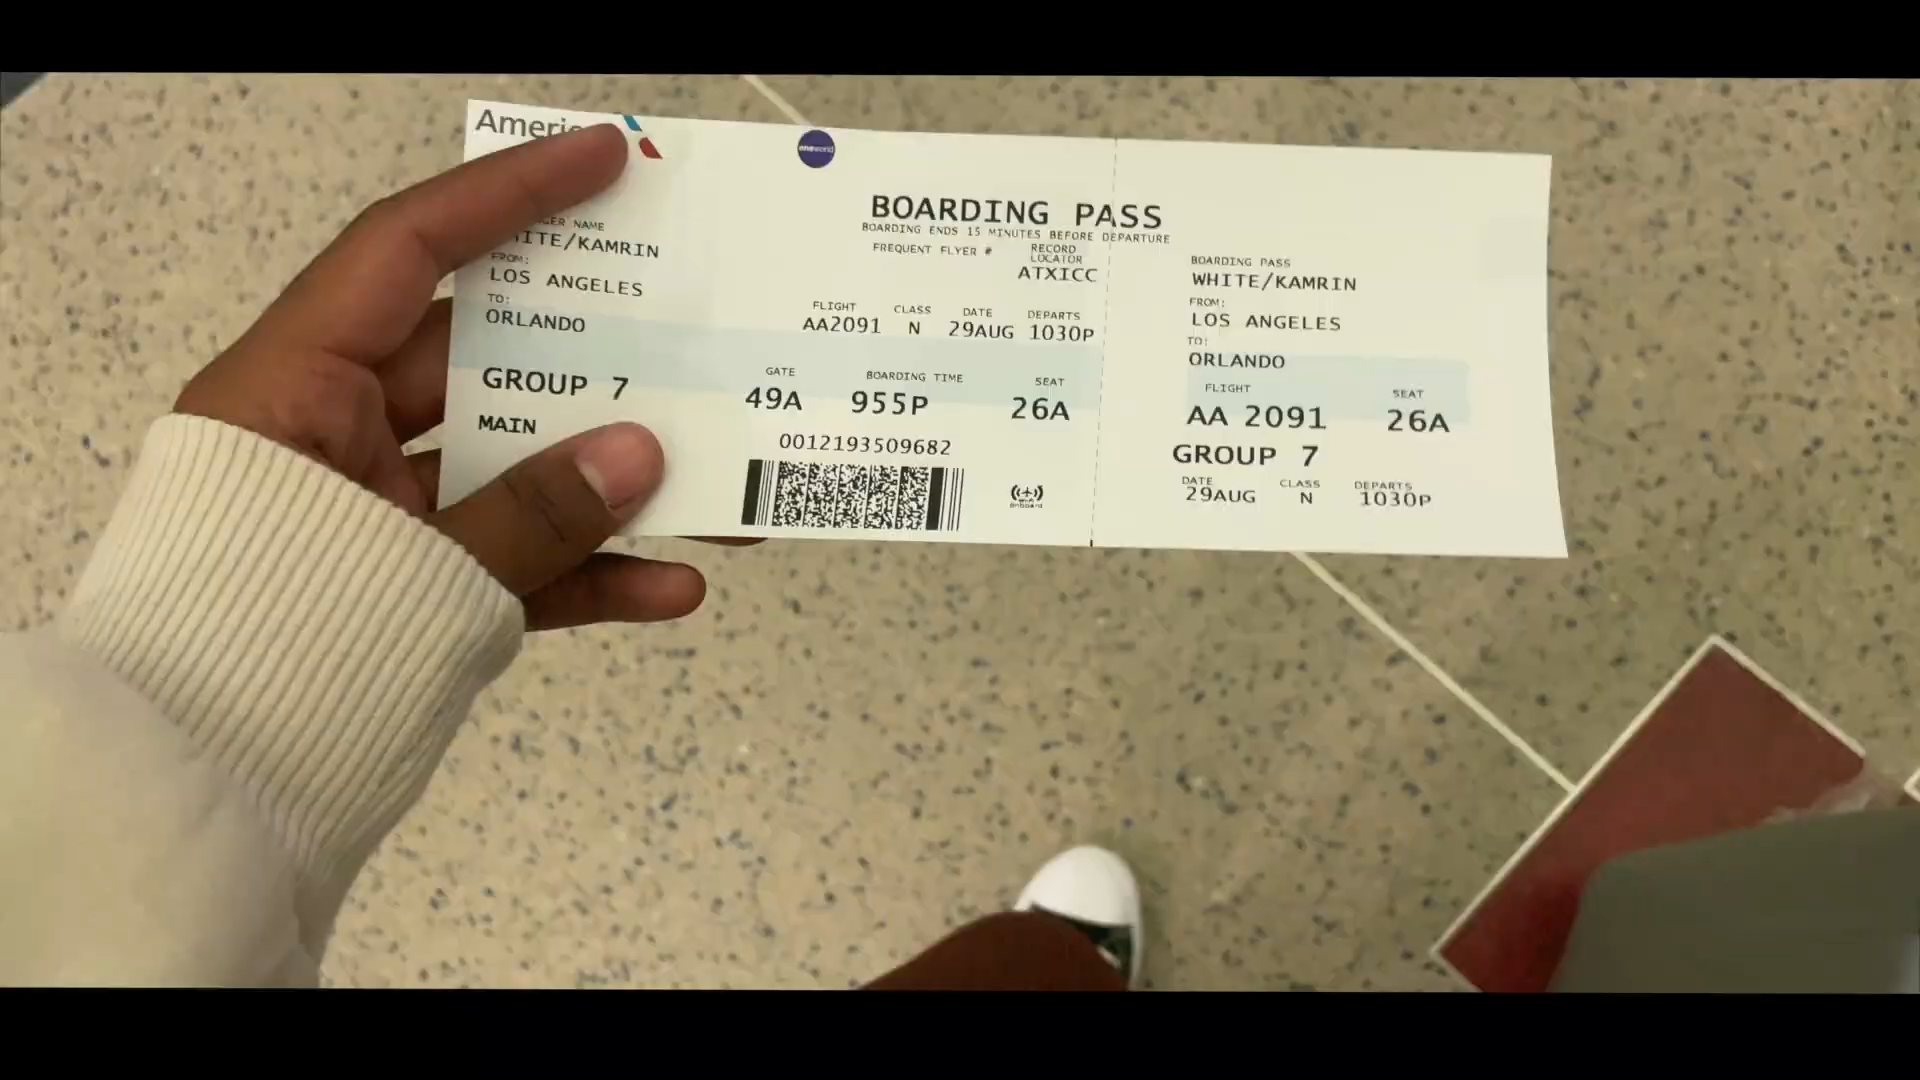 oneworld
BOARDING PASS
BOARDING ENDS 15 MINUTES BEFORE DEPARTURE
NAME
/KAMRIN
FROM:
LOS ANGELES
TO:
ORLANDO
FREQUENT FLYER #
RECORD LOCATOR
ATXICC
FLIGHT CLASS DATE DEPARTS
AA2091 N 29AUG 1030P
GROUP 7
MAIN
GATE BOARDING TIME SEAT
49A 955P 26A
0012193509682
onboard
BOARDING PASS
WHITE/KAMRIN
FROM:
LOS ANGELES
TO:
ORLANDO
FLIGHT SEAT
AA 2091 26A
GROUP 7
DATE CLASS DEPARTS
29AUG N 1030P